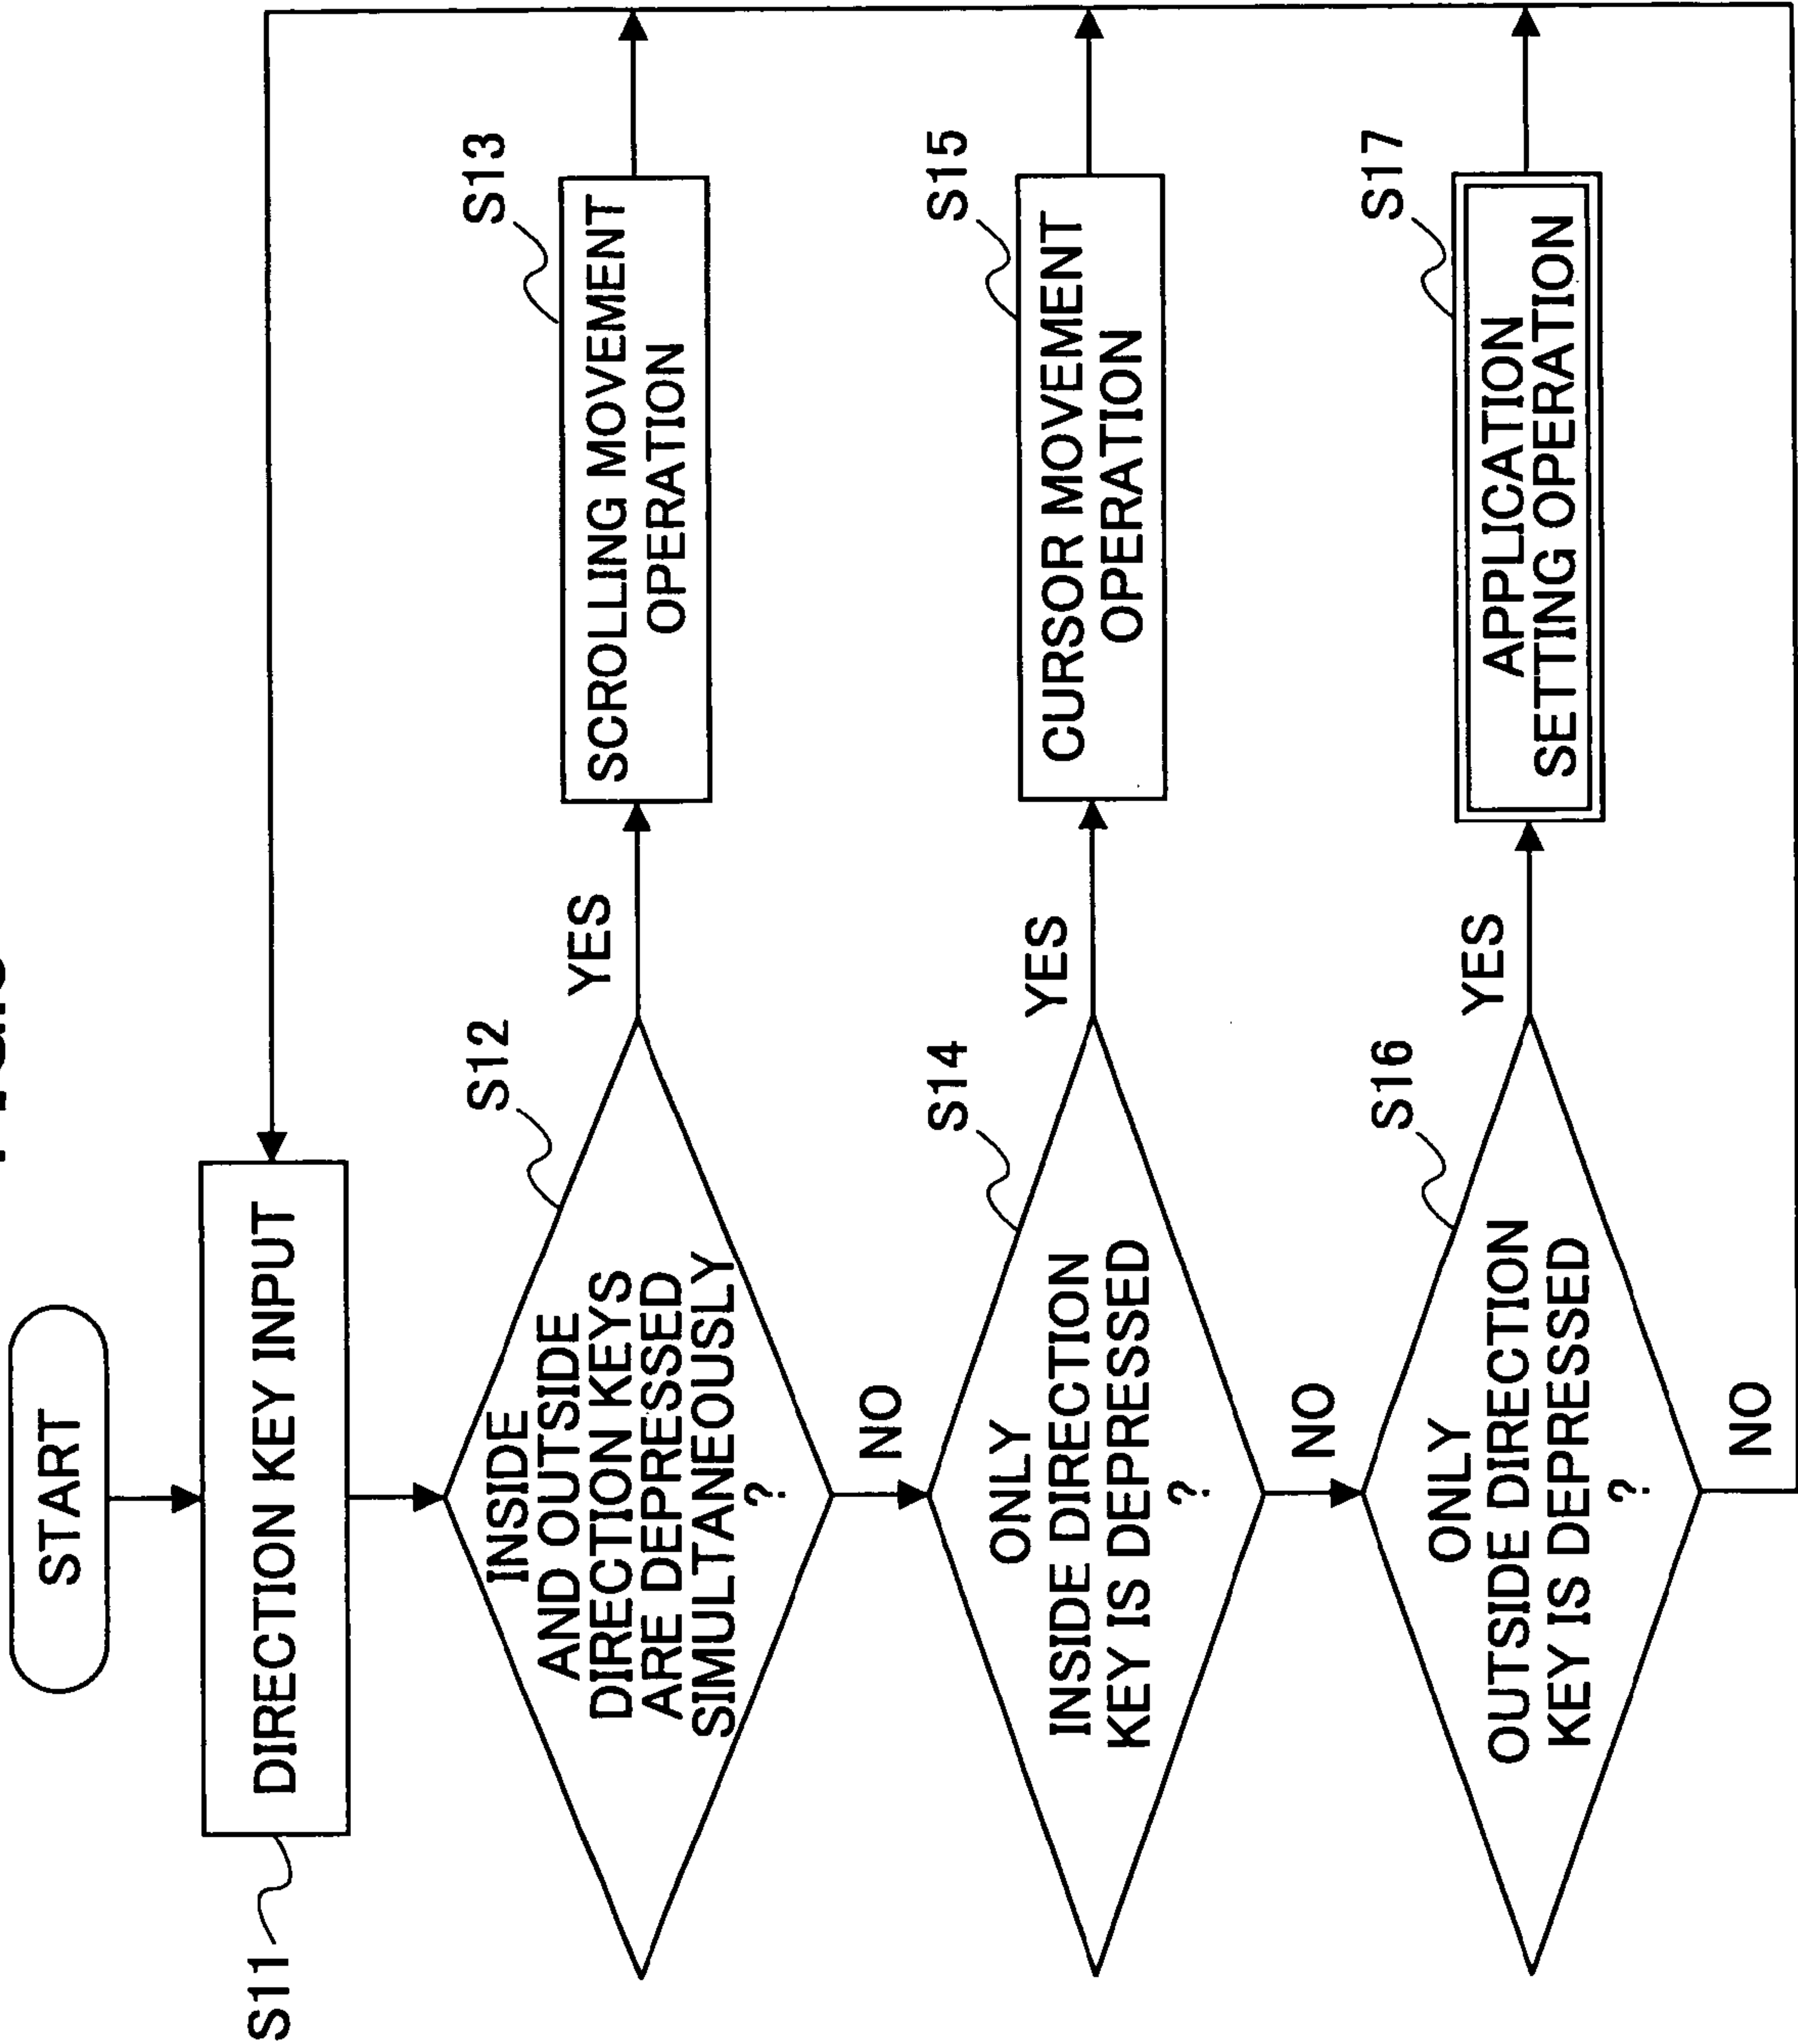 START
S11
DIRECTION KEY INPUT
S12
INSIDE
AND OUTSIDE
DIRECTION KEYS
ARE DEPRESSED
SIMULTANEOUSLY
?
YES
S13
SCROLLING MOVEMENT
OPERATION
NO
S14
ONLY
INSIDE DIRECTION
KEY IS DEPRESSED
?
YES
S15
CURSOR MOVEMENT
OPERATION
NO
S16
ONLY
OUTSIDE DIRECTION
KEY IS DEPRESSED
?
YES
S17
APPLICATION
SETTING OPERATION
NO